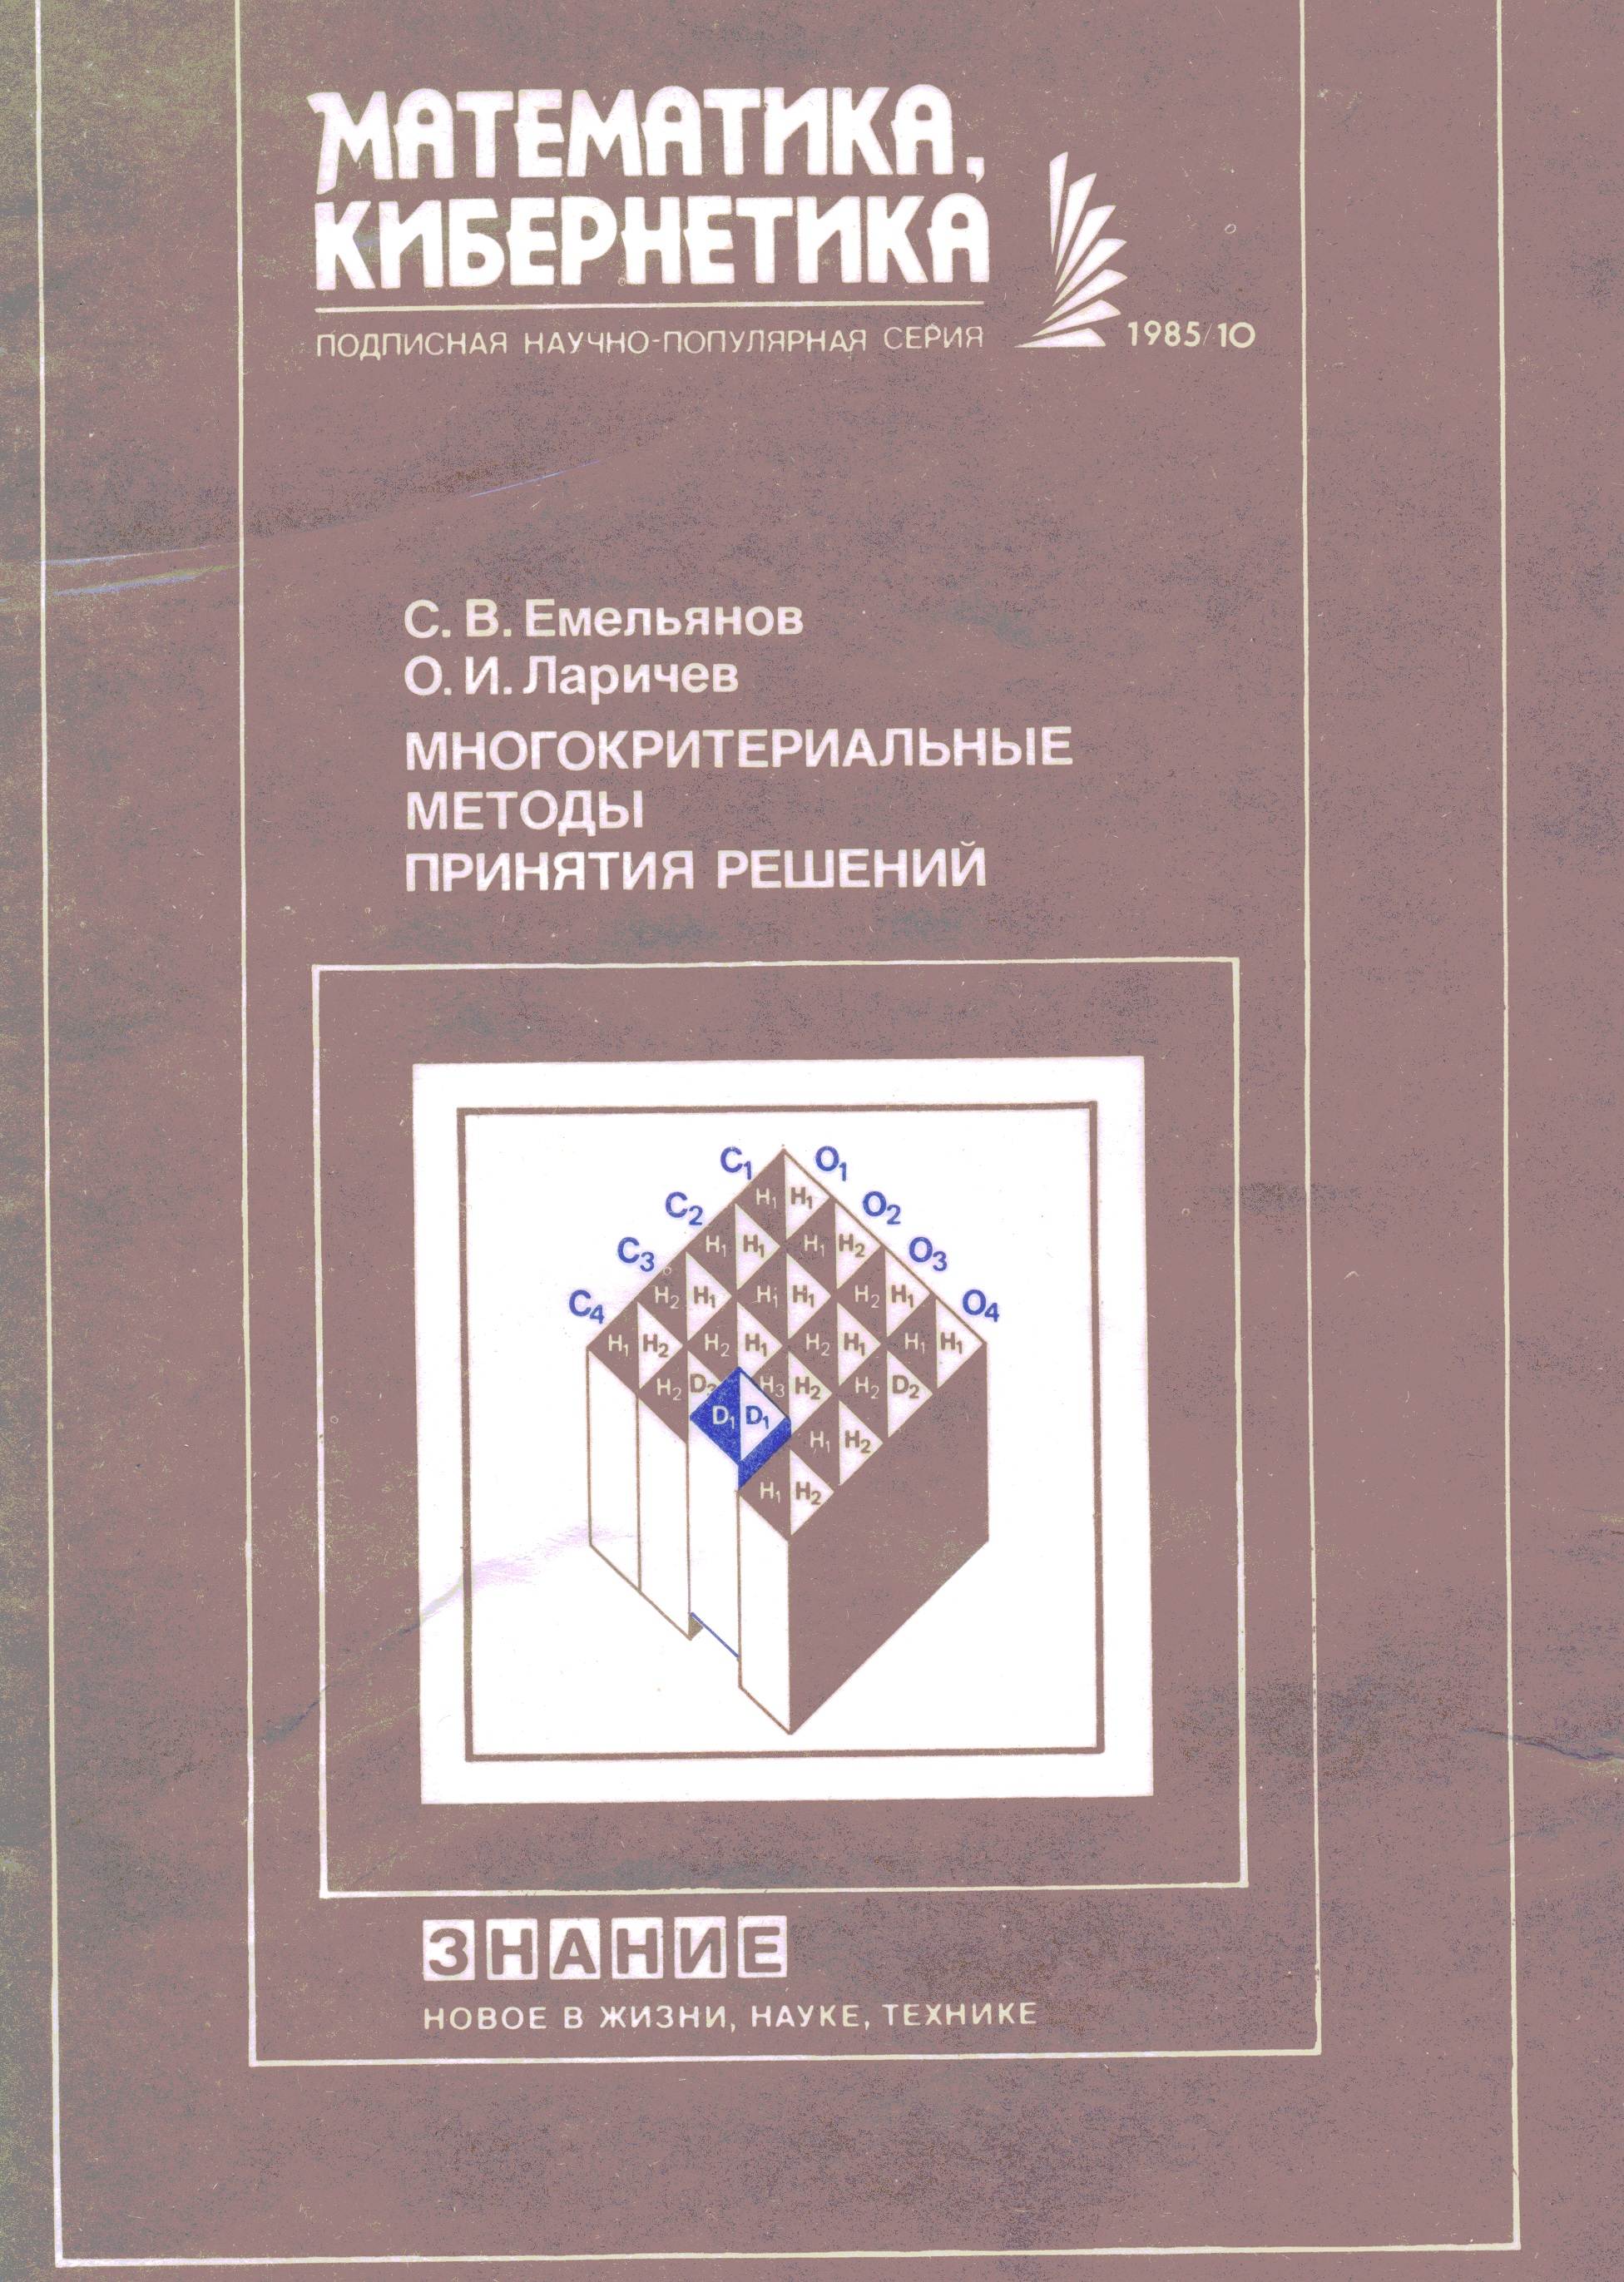 МАТЕМАТИКА,
КИБЕРНЕТИКА
ПОДПИСНАЯ НАУЧНО-ПОПУЛЯРНАЯ СЕРИЯ
1985/10
С. В. Емельянов
О. И. Ларичев
МНОГОКРИТЕРИАЛЬНЫЕ
МЕТОДЫ
ПРИНЯТИЯ РЕШЕНИЙ
C1 O1
H1 H1
C2 O2
H1 H1 H1 H2
C3 O3
H2 H1 H1 H1 H2 H1
C4 O4
H1 H2 H2 H1 H2 H1 H1 H1
H2 D3 H3 H2 H2 D2
D1 D1
H1 H2
H1 H2
ЗНАНИЕ
НОВОЕ В ЖИЗНИ, НАУКЕ, ТЕХНИКЕ